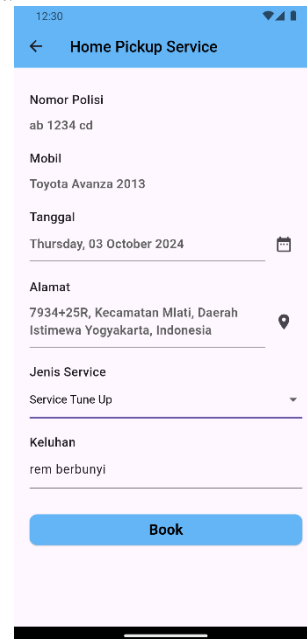 12:30
Home Pickup Service
Nomor Polisi
ab 1234 cd
Mobil
Toyota Avanza 2013
Tanggal
Thursday, 03 October 2024
Alamat
7934+25R, Kecamatan Mlati, Daerah
Istimewa Yogyakarta, Indonesia
Jenis Service
Service Tune Up
Keluhan
rem berbunyi
Book